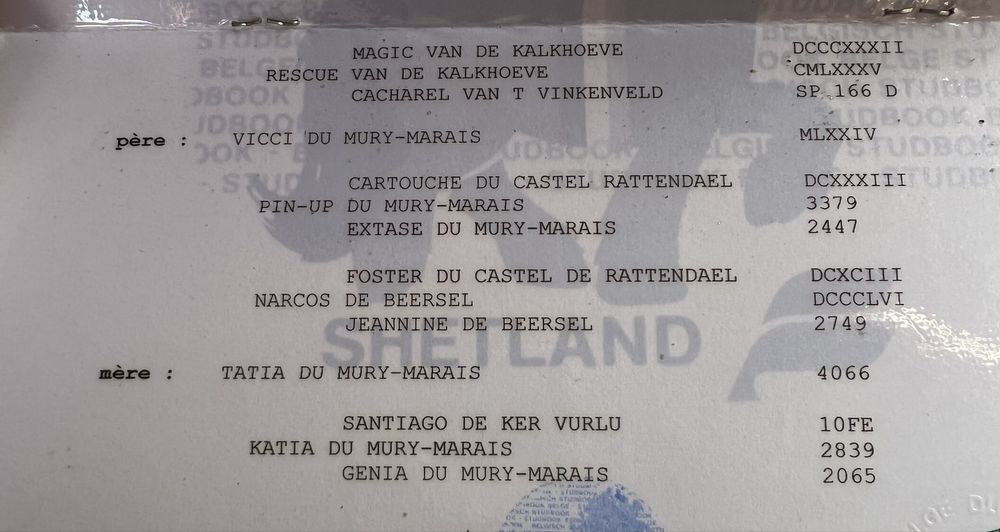 MAGIC VAN DE KALKHOEVE DCCCXXXII
RESCUE VAN DE KALKHOEVE CMLXXXV
CACHAREL VAN T VINKENVELD SP 166 D
père : VICCI DU MURY-MARAIS MLXXIV
CARTOUCHE DU CASTEL RATTENDAEL DCXXXIII
PIN-UP DU MURY-MARAIS 3379
EXTASE DU MURY-MARAIS 2447
FOSTER DU CASTEL DE RATTENDAEL DCXCIII
NARCOS DE BEERSEL DCCCLVI
JEANNINE DE BEERSEL 2749
SHETLAND
mère : TATIA DU MURY-MARAIS 4066
SANTIAGO DE KER VURLU 10FE
KATIA DU MURY-MARAIS 2839
GENIA DU MURY-MARAIS 2065